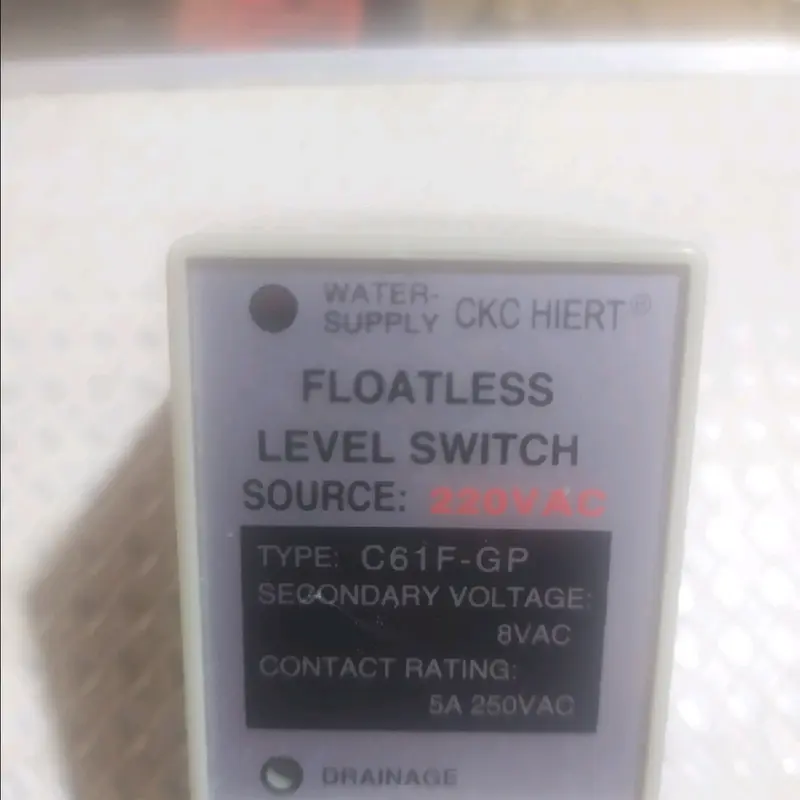 WATER-
SUPPLY CKC HIERT®
FLOATLESS
LEVEL SWITCH
SOURCE: 220VAC
TYPE: C61F-GP
SECONDARY VOLTAGE:
8VAC
CONTACT RATING:
5A 250VAC
DRAINAGE